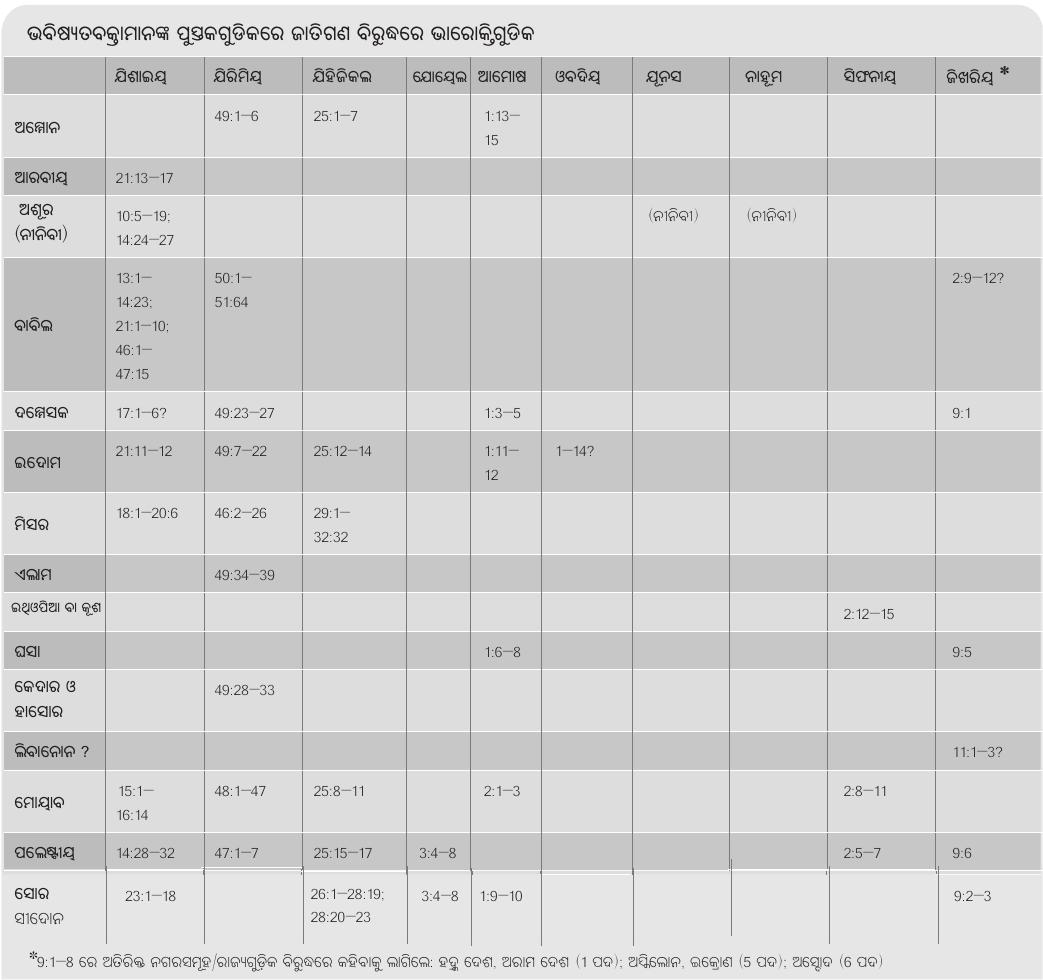 ଭବିଷ୍ୟତବକ୍ତାମାନଙ୍କ ପୁସ୍ତକଗୁଡିକରେ ଜାତିଗଣ ବିରୁଦ୍ଧରେ ଭାରୋକ୍ତିଗୁଡିକ
ଯିଶାଇୟ ଯିରିମିୟ ଯିହିଜିକଲ ଯୋୟେଲ ଆମୋଷ ଓବଦିୟ ଯୂନସ ନାହୂମ ସିଫନୀୟ ଜିଖରିୟ *
ଅମ୍ମୋନ 49:1–6 25:1–7 1:13–
15
ଆରବୀୟ 21:13–17
ଅଶୂର
(ନୀନିବୀ) 10:5–19;
14:24–27 (ନୀନିବୀ) (ନୀନିବୀ)
ବାବିଲ 13:1–
14:23;
21:1–10;
46:1–
47:15 50:1–
51:64 2:9–12?
ଦମ୍ମେସକ 17:1–6? 49:23–27 1:3–5 9:1
ଇଦୋମ 21:11–12 49:7–22 25:12–14 1:11–
12 1–14?
ମିସର 18:1–20:6 46:2–26 29:1–
32:32
ଏଲାମ 49:34–39
ଇଥିଓପିଆ ବା କୂଶ 2:12–15
ଘସା 1:6–8 9:5
କେଦାର ଓ
ହାସୋର 49:28–33
ଲିବାନୋନ ? 11:1–3?
ମୋୟାବ 15:1–
16:14 48:1–47 25:8–11 2:1–3 2:8–11
ପଲେଷ୍ଟୀୟ 14:28–32 47:1–7 25:15–17 3:4–8 2:5–7 9:6
ସୋର
ସୀଦୋନ 23:1–18 26:1–28:19;
28:20–23 3:4–8 1:9–10 9:2–3
*9:1–8 ରେ ଅତିରିକ୍ତ ନଗରସମୂହ/ରାଜ୍ୟଗୁଡ଼ିକ ବିରୁଦ୍ଧରେ କହିବାକୁ ଲାଗିଲେ: ହଦ୍ରକ ଦେଶ, ଅରାମ ଦେଶ (1 ପଦ); ଅସ୍କିଲୋନ, ଇକ୍ରୋଣ (5 ପଦ); ଅସ୍ଦୋଦ (6 ପଦ)